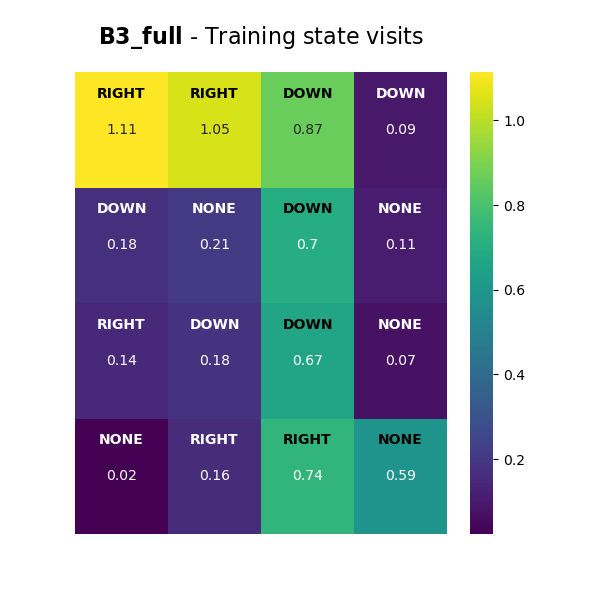 B3_full - Training state visits
RIGHT RIGHT DOWN DOWN
1.11 1.05 0.87 0.09
DOWN NONE DOWN NONE
0.18 0.21 0.7 0.11
RIGHT DOWN DOWN NONE
0.14 0.18 0.67 0.07
NONE RIGHT RIGHT NONE
0.02 0.16 0.74 0.59
1.0
0.8
0.6
0.4
0.2